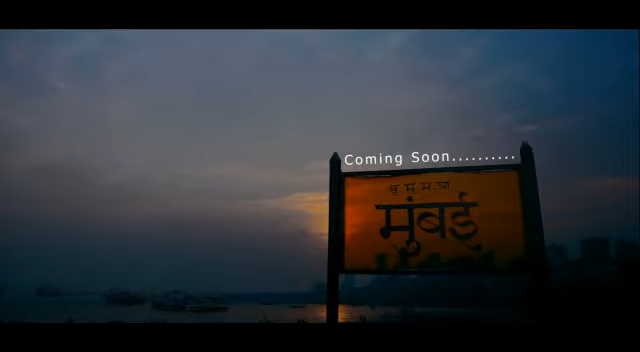 Coming Soon..........
बृ. मुं. म. पा.
मुंबई